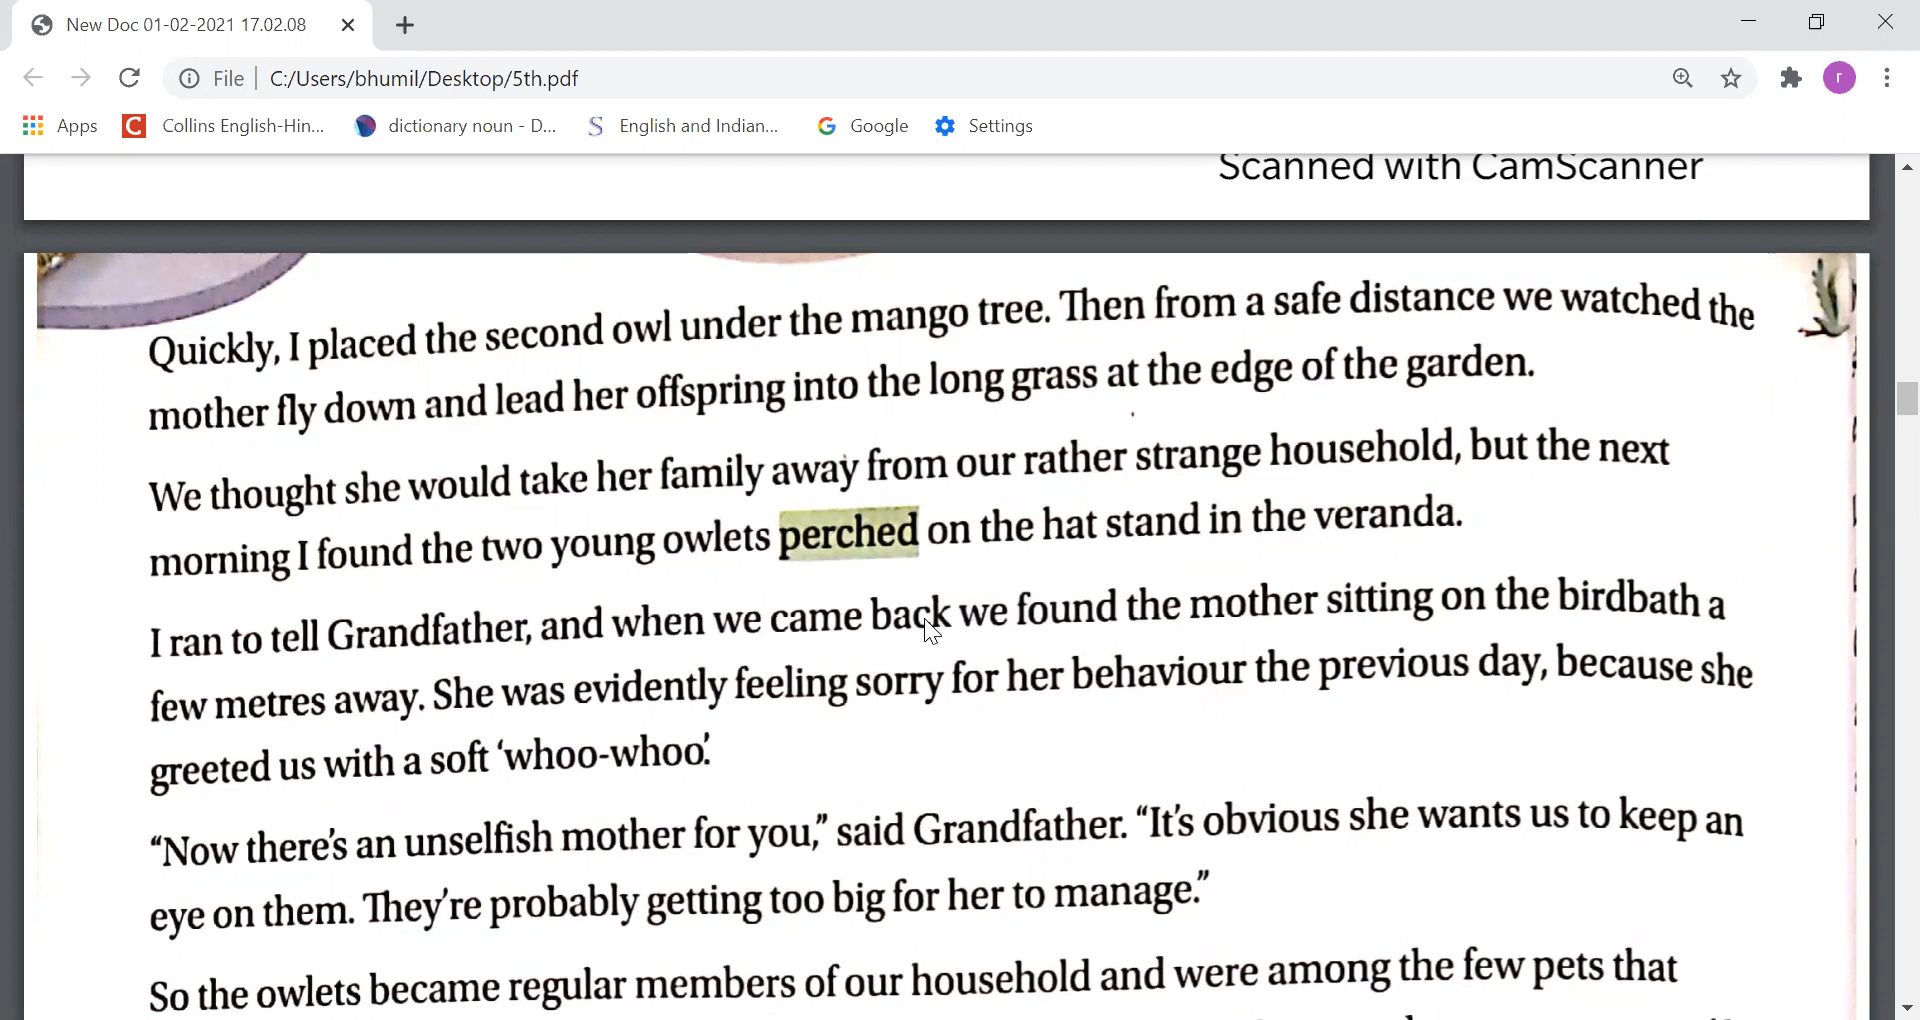 New Doc 01-02-2021 17.02.08
File
C:/Users/bhumil/Desktop/5th.pdf
r
Apps
Collins English-Hin...
dictionary noun - D...
English and Indian...
Google
Settings
Scanned with CamScanner
Quickly, I placed the second owl under the mango tree. Then from a safe distance we watched the
mother fly down and lead her offspring into the long grass at the edge of the garden.
We thought she would take her family away from our rather strange household, but the next
morning I found the two young owlets perched on the hat stand in the veranda.
I ran to tell Grandfather, and when we came back we found the mother sitting on the birdbath a
few metres away. She was evidently feeling sorry for her behaviour the previous day, because she
greeted us with a soft ‘whoo-whoo’.
“Now there’s an unselfish mother for you,” said Grandfather. “It’s obvious she wants us to keep an
eye on them. They’re probably getting too big for her to manage.”
So the owlets became regular members of our household and were among the few pets that